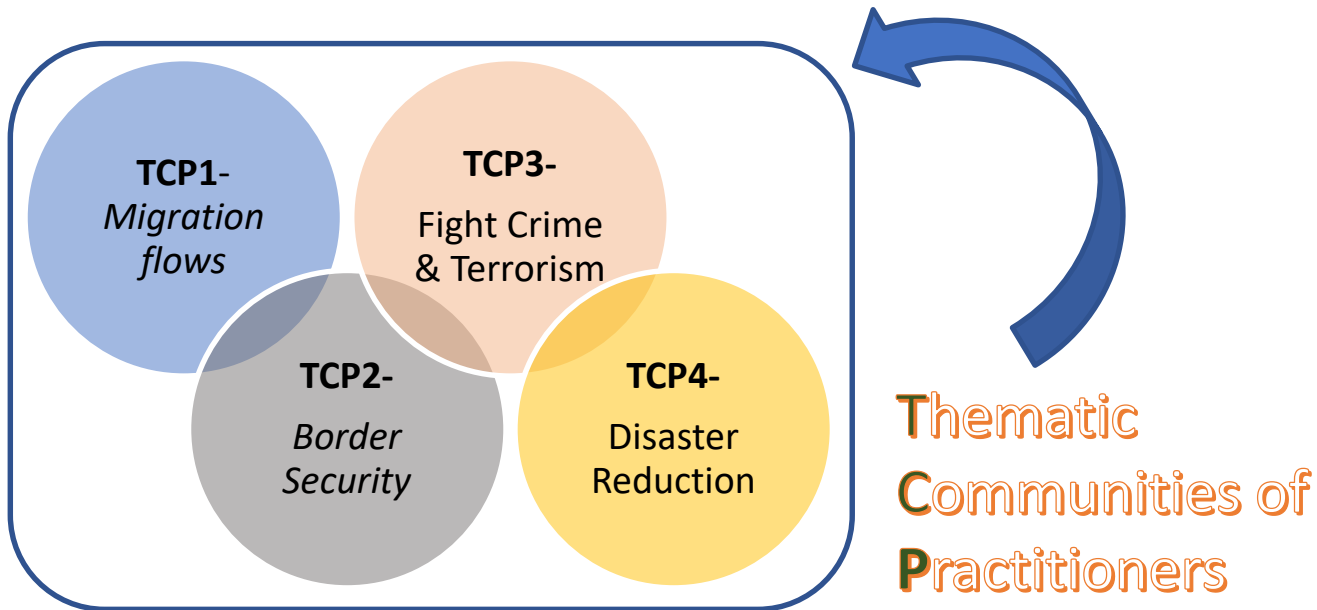 TCP1-
Migration
flows
TCP3-
Fight Crime
& Terrorism
TCP2-
Border
Security
TCP4-
Disaster
Reduction
Thematic
Communities of
Practitioners